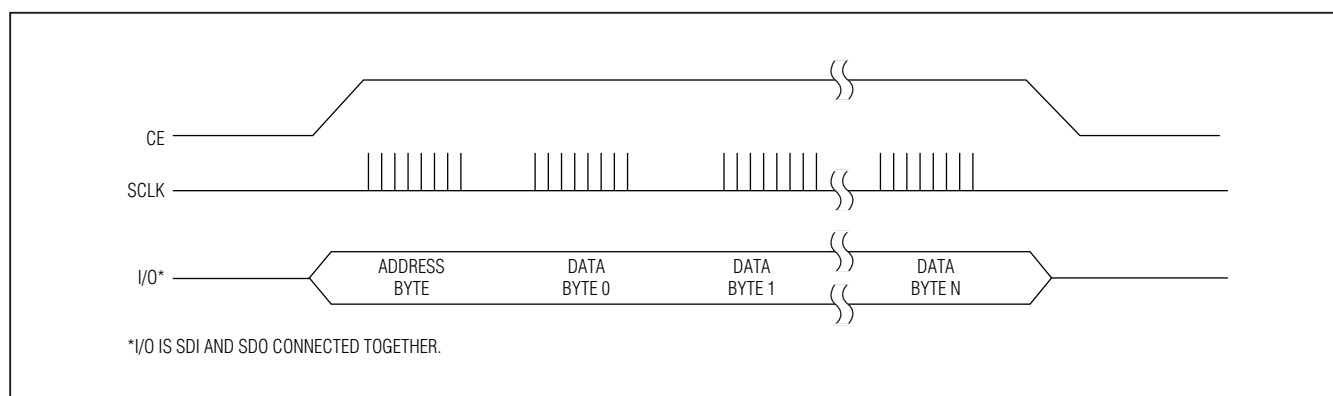 CE
SCLK
I/O*
ADDRESS
BYTE
DATA
BYTE 0
DATA
BYTE 1
DATA
BYTE N
*I/O IS SDI AND SDO CONNECTED TOGETHER.